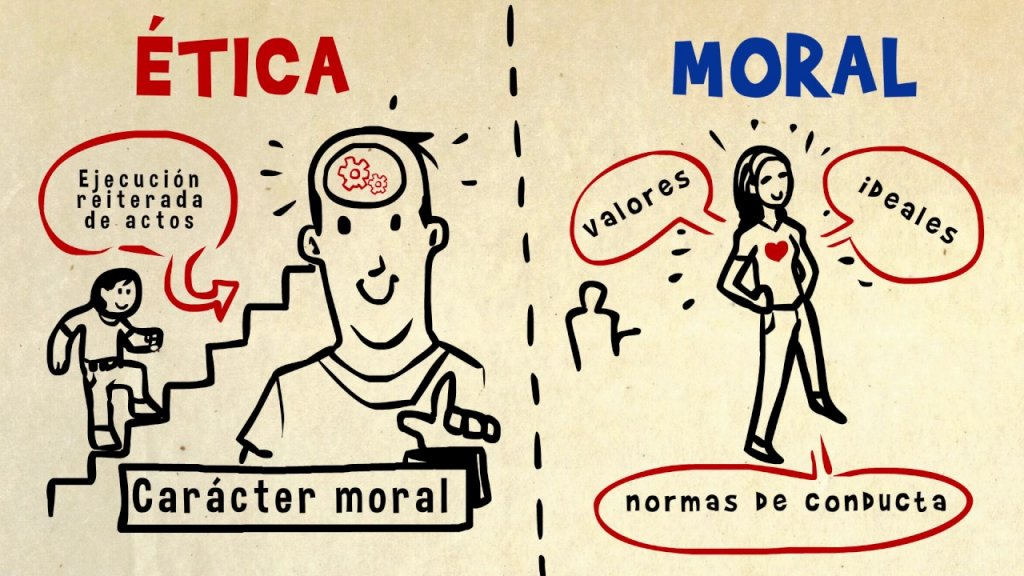 ÉTICA
Ejecución
reiterada
de actos
Carácter moral
MORAL
valores
iDeales
normas De conDucta